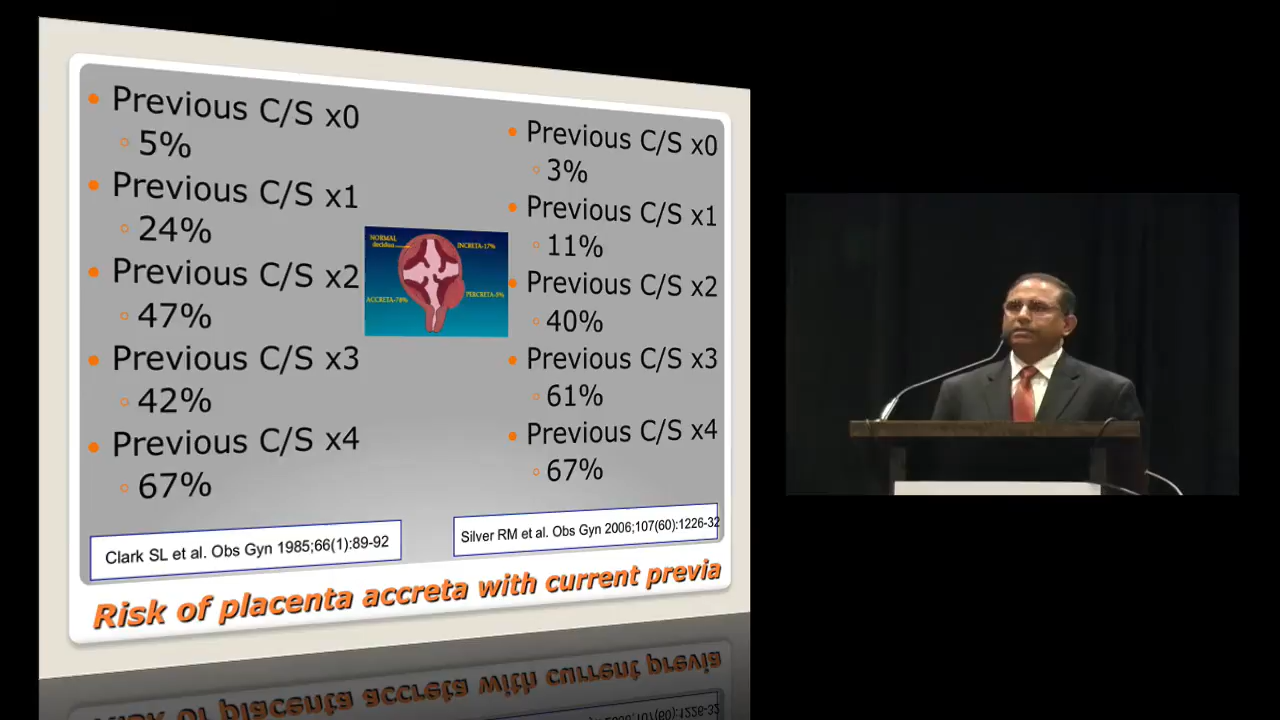 Previous C/S x0
5%
Previous C/S x1
24%
Previous C/S x2
47%
Previous C/S x3
42%
Previous C/S x4
67%
NORMAL
decidua
INCRETA-17%
ACCRETA-78%
PERCRETA-5%
Previous C/S x0
3%
Previous C/S x1
11%
Previous C/S x2
40%
Previous C/S x3
61%
Previous C/S x4
67%
Clark SL et al. Obs Gyn 1985;66(1):89-92
Silver RM et al. Obs Gyn 2006;107(60):1226-32
Risk of placenta accreta with current previa